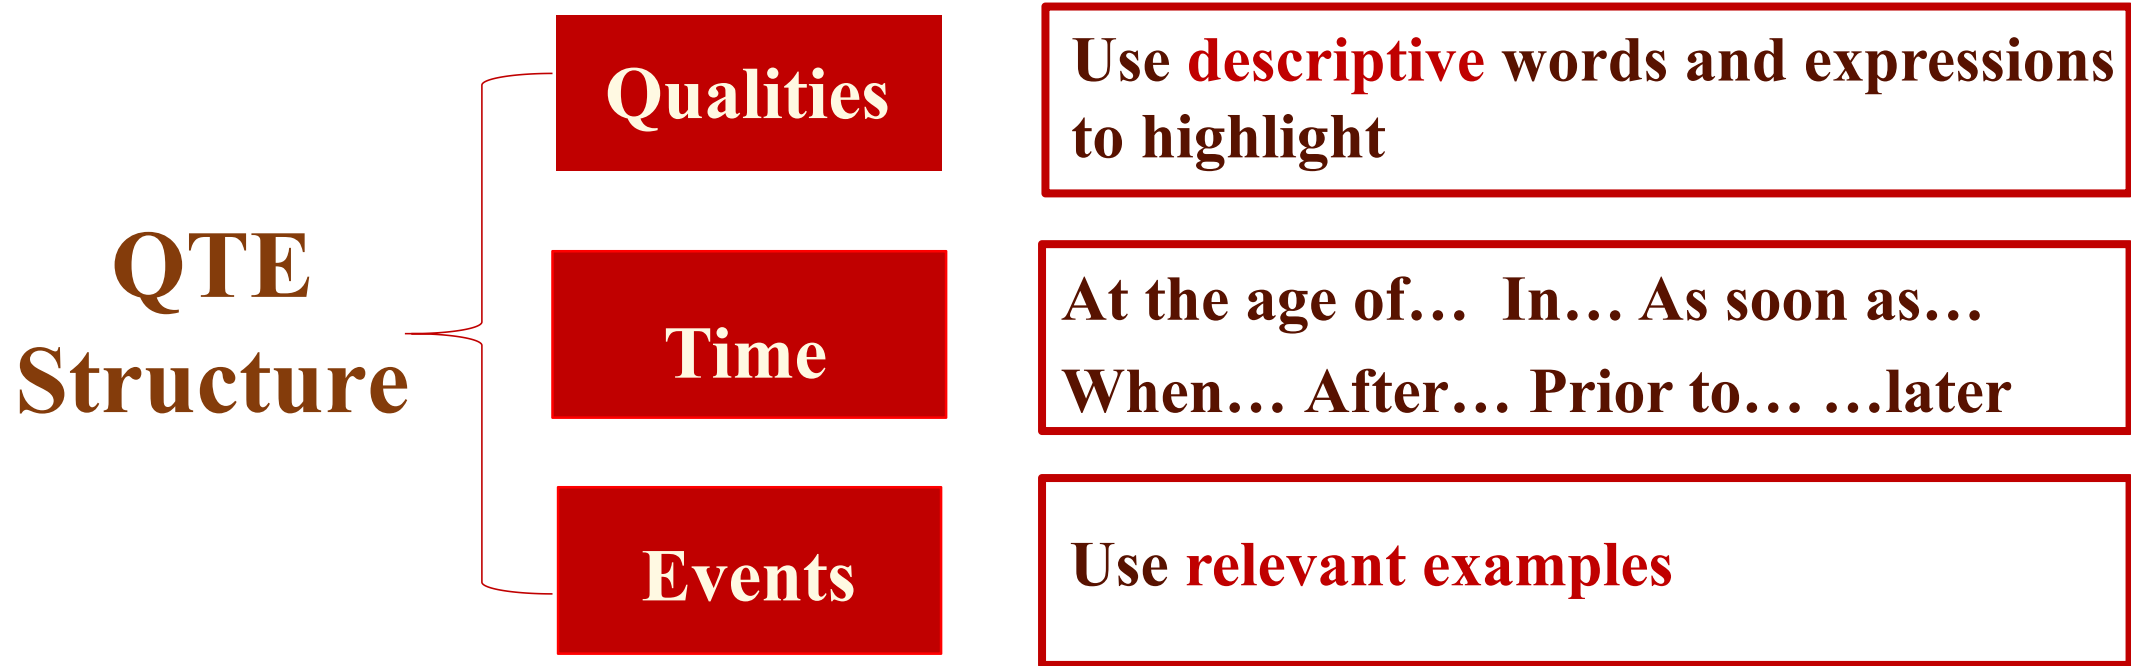 QTE
Structure
Qualities
Use descriptive words and expressions
to highlight
Time
At the age of… In… As soon as…
When… After… Prior to… …later
Events
Use relevant examples